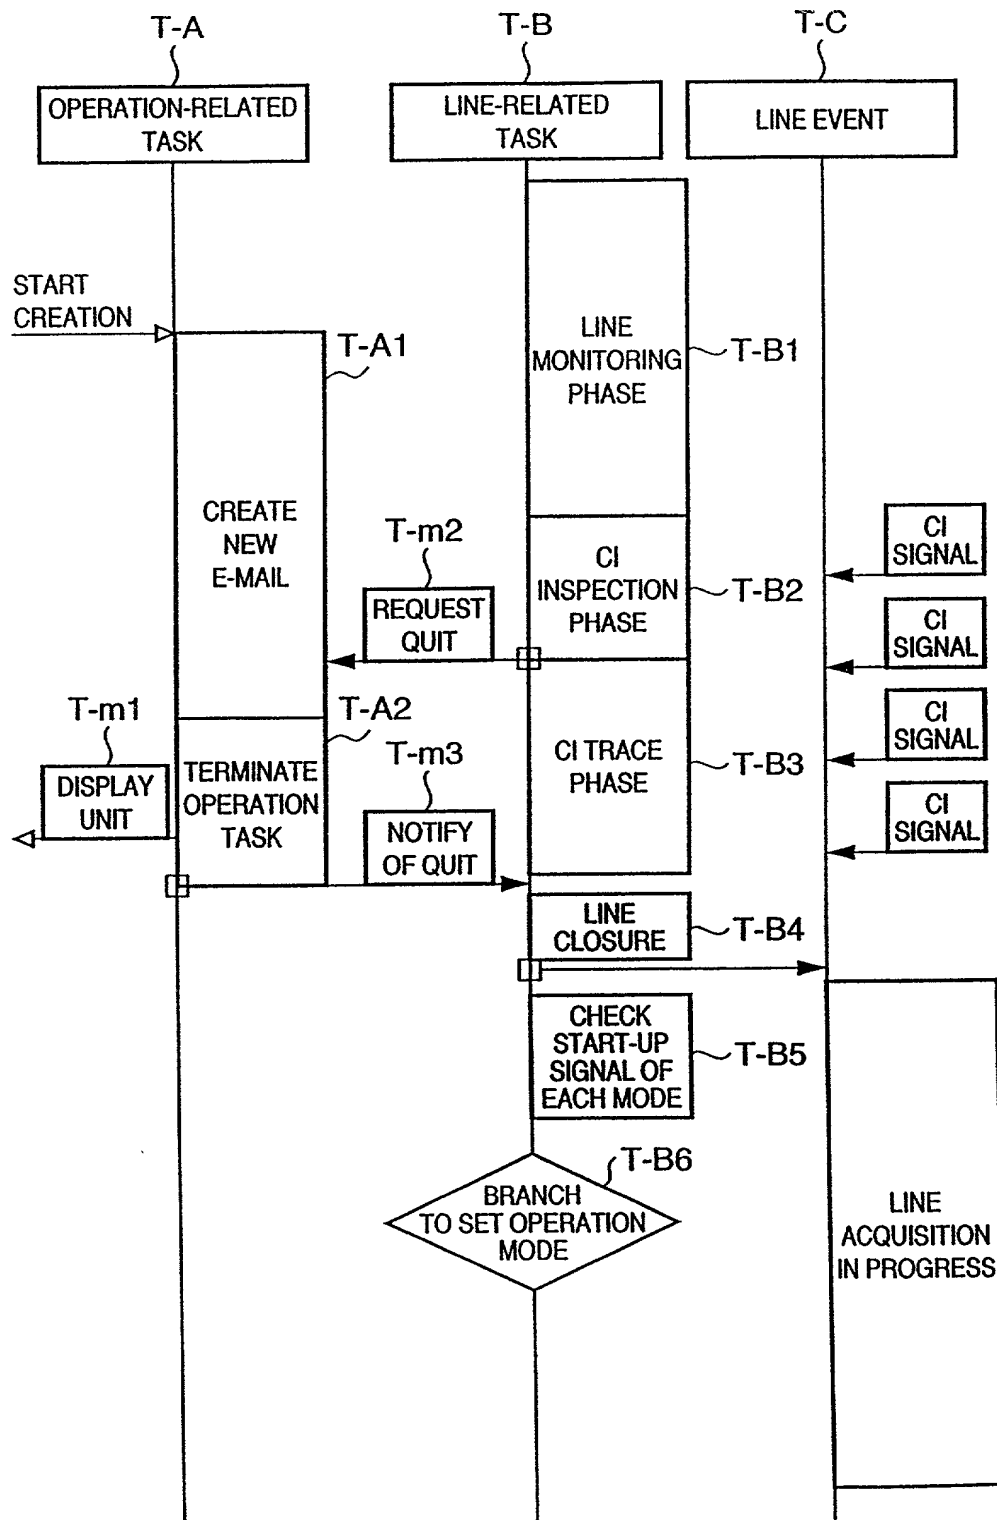 T-A
T-B
T-C
OPERATION-RELATED
TASK
LINE-RELATED
TASK
LINE EVENT
START
CREATION
T-A1
LINE
MONITORING
PHASE
T-B1
CREATE
NEW
E-MAIL
T-m2
REQUEST
QUIT
CI
INSPECTION
PHASE
T-B2
CI
SIGNAL
CI
SIGNAL
CI
SIGNAL
CI
SIGNAL
T-m1
DISPLAY
UNIT
T-A2
TERMINATE
OPERATION
TASK
T-m3
NOTIFY
OF QUIT
CI TRACE
PHASE
T-B3
LINE
CLOSURE
T-B4
CHECK
START-UP
SIGNAL OF
EACH MODE
T-B5
T-B6
BRANCH
TO SET OPERATION
MODE
LINE
ACQUISITION
IN PROGRESS